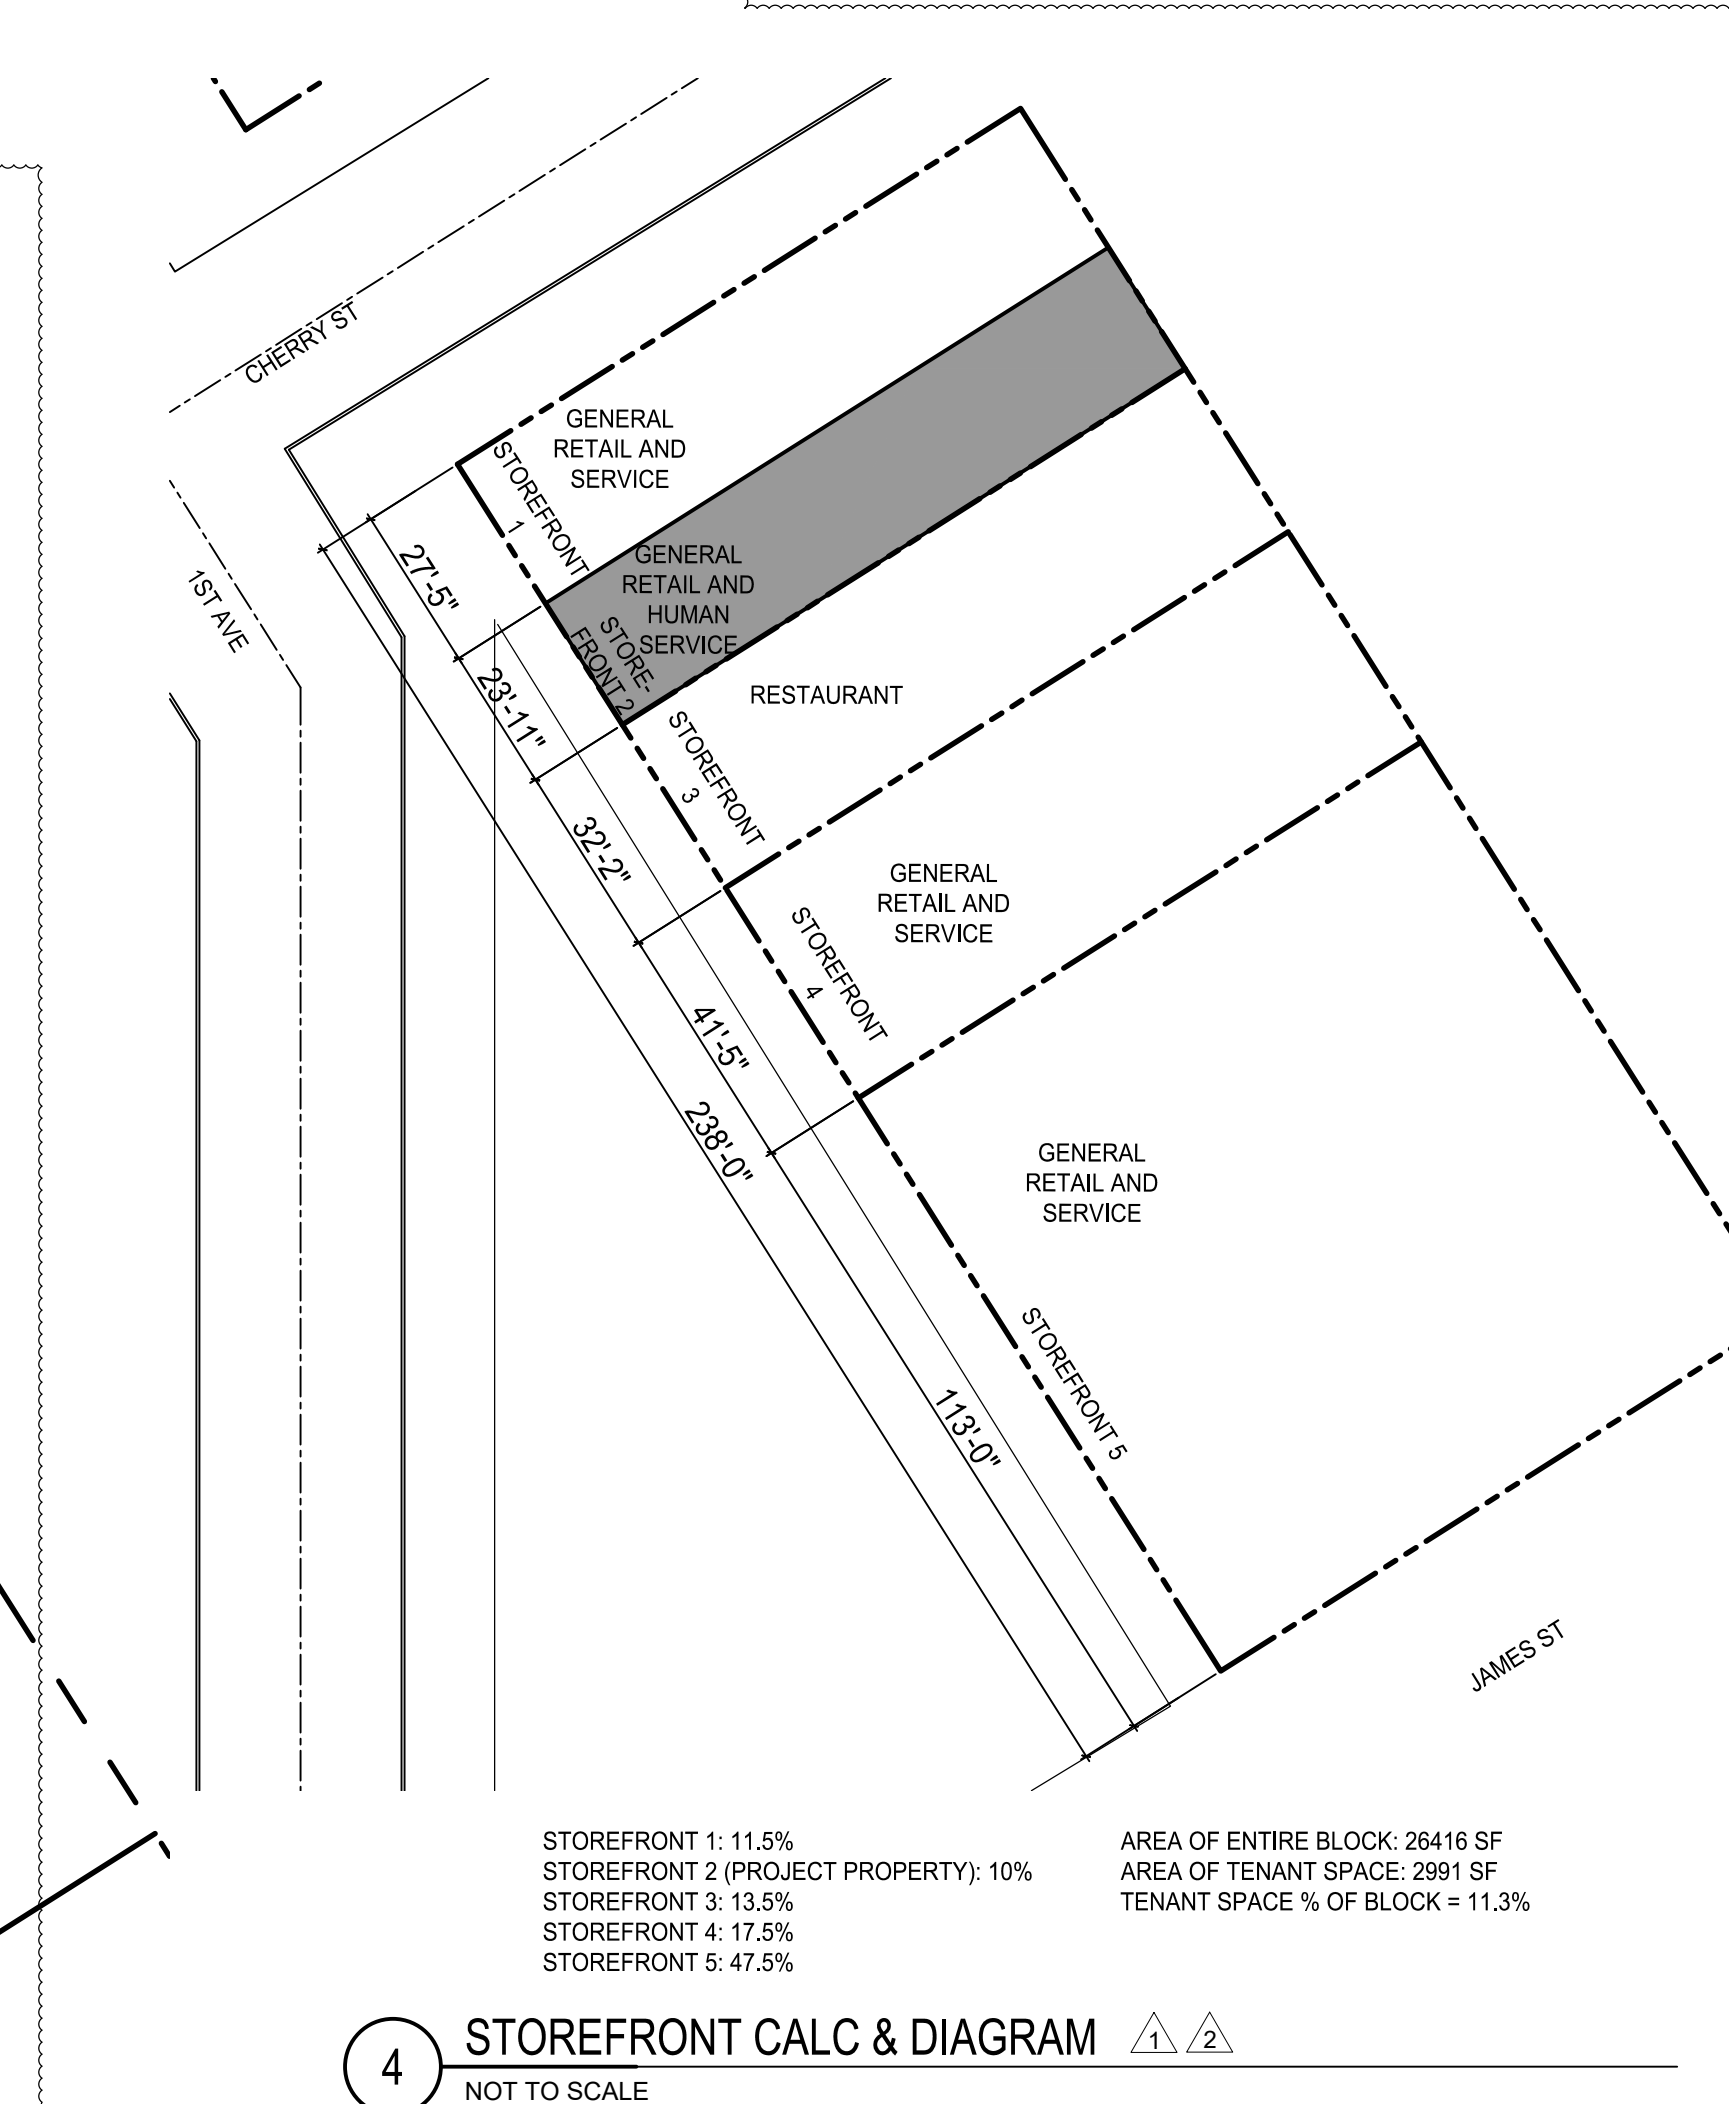 CHERRY ST
1ST AVE
GENERAL
RETAIL AND
SERVICE
STOREFRONT
1
27'-5"
GENERAL
RETAIL AND
HUMAN
SERVICE
STORE-
FRONT 2
23'-11"
RESTAURANT
STOREFRONT
3
32'-2"
GENERAL
RETAIL AND
SERVICE
STOREFRONT
4
41'-5"
238'-0"
GENERAL
RETAIL AND
SERVICE
STOREFRONT 5
113'-0"
JAMES ST
STOREFRONT 1: 11.5%
STOREFRONT 2 (PROJECT PROPERTY): 10%
STOREFRONT 3: 13.5%
STOREFRONT 4: 17.5%
STOREFRONT 5: 47.5%
AREA OF ENTIRE BLOCK: 26416 SF
AREA OF TENANT SPACE: 2991 SF
TENANT SPACE % OF BLOCK = 11.3%
4
STOREFRONT CALC & DIAGRAM 1 2
NOT TO SCALE